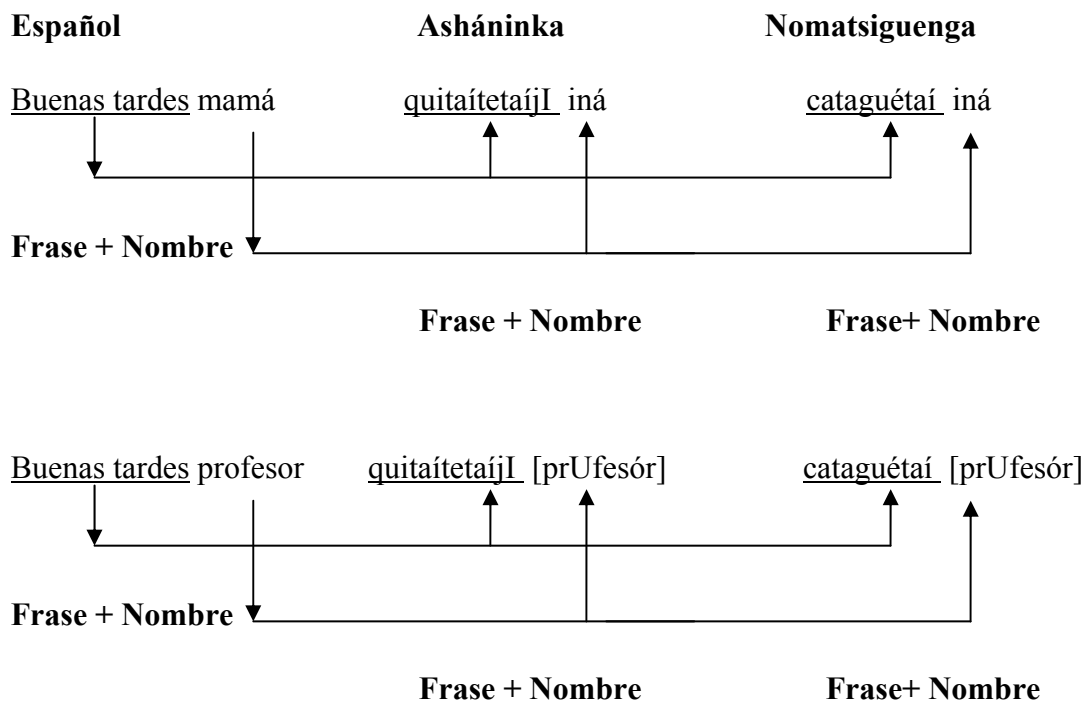 Español Asháninka Nomatsiguenga
Buenas tardes mamá quitaítetaíjI iná cataguétaí iná
Frase + Nombre
Frase + Nombre Frase+ Nombre
Buenas tardes profesor quitaítetaíjI [prUfesór] cataguétaí [prUfesór]
Frase + Nombre
Frase + Nombre Frase+ Nombre